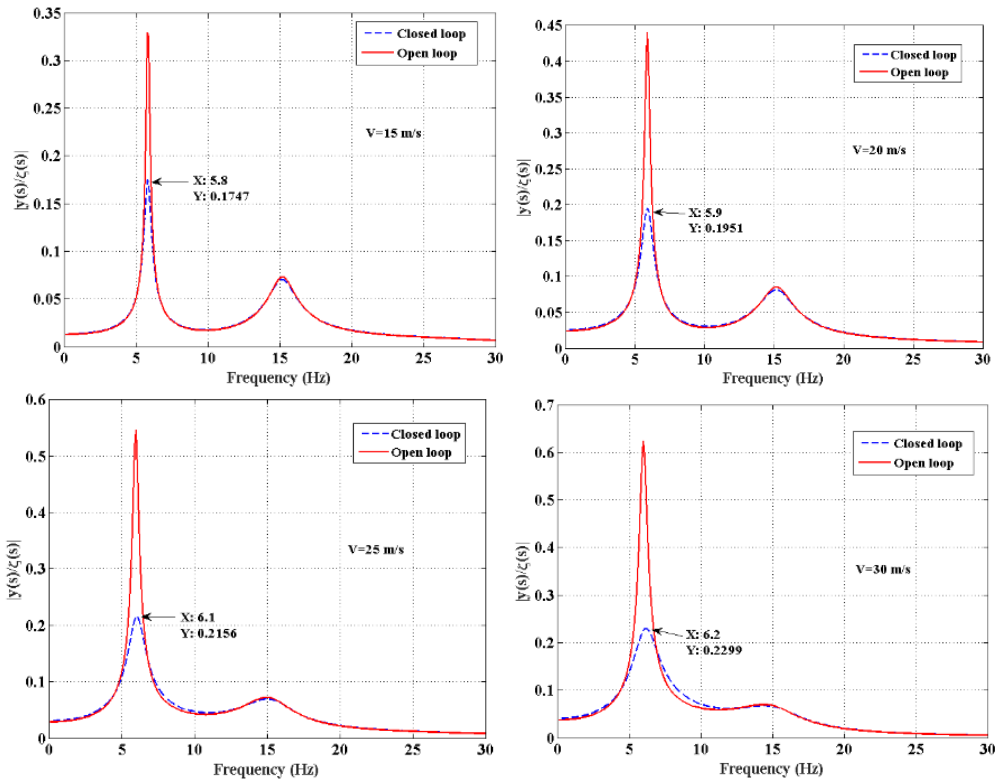 0.35
0.3
0.25
0.2
0.15
0.1
0.05
0
|y(s)/ζ(s)|
Closed loop
Open loop
V=15 m/s
X: 5.8
Y: 0.1747
0 5 10 15 20 25 30
Frequency (Hz)
0.45
0.4
0.35
0.3
0.25
0.2
0.15
0.1
0.05
0
|y(s)/ζ(s)|
Closed loop
Open loop
V=20 m/s
X: 5.9
Y: 0.1951
0 5 10 15 20 25 30
Frequency (Hz)
0.6
0.5
0.4
0.3
0.2
0.1
0
|y(s)/ζ(s)|
Closed loop
Open loop
V=25 m/s
X: 6.1
Y: 0.2156
0 5 10 15 20 25 30
Frequency (Hz)
0.7
0.6
0.5
0.4
0.3
0.2
0.1
0
|y(s)/ζ(s)|
Closed loop
Open loop
V=30 m/s
X: 6.2
Y: 0.2299
0 5 10 15 20 25 30
Frequency (Hz)